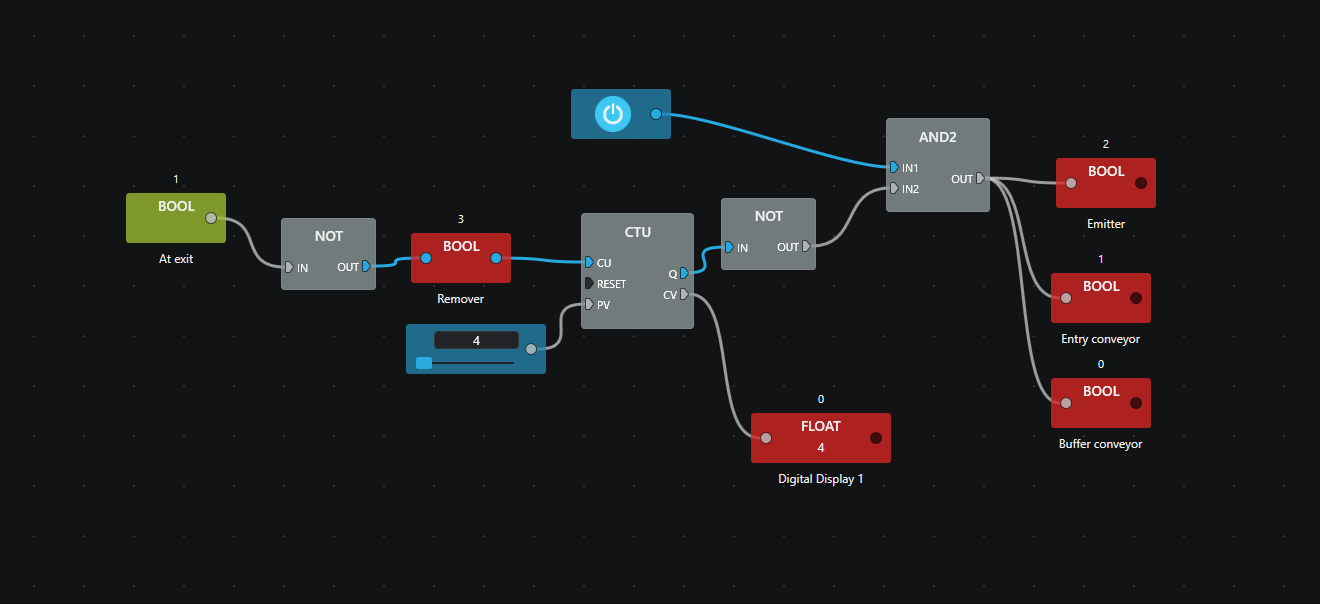 1
BOOL
At exit
NOT
IN
OUT
3
BOOL
Remover
4
CTU
CU
RESET
PV
Q
CV
NOT
IN
OUT
AND2
IN1
IN2
OUT
2
BOOL
Emitter
1
BOOL
Entry conveyor
0
BOOL
Buffer conveyor
0
FLOAT
4
Digital Display 1